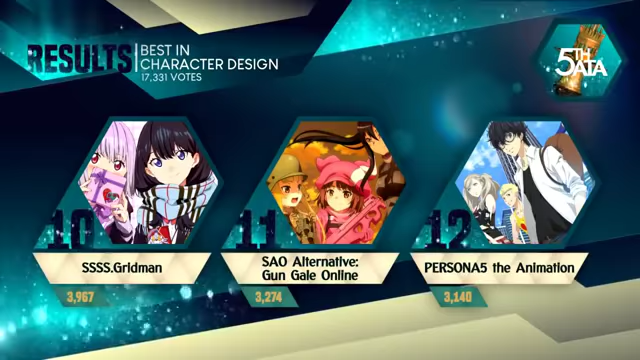 RESULTS
BEST IN
CHARACTER DESIGN
17,331 VOTES
5TH
ATA
10
11
12
SSSS.Gridman
SAO Alternative:
Gun Gale Online
PERSONA5 the Animation
3,967
3,274
3,140